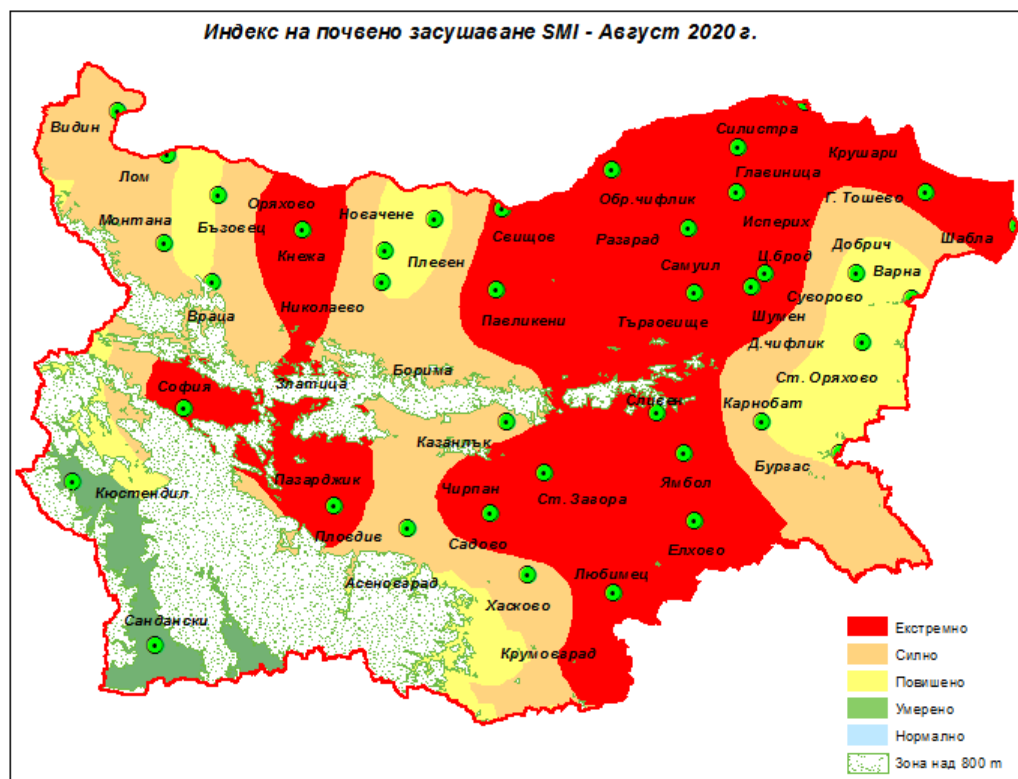 Индекс на почвено засушаване SMI - Август 2020 г.
Видин
Силистра
Крушари
Лом
Главиница
Обр.чифлик
Г. Тошево
Оряхово
Новачене
Монтана
Бъзовец
Свищов
Исперих
Шабла
Разград
Добрич
Кнежа
Плевен
Ц.брод
Самуил
Варна
Суворово
Николаево
Враца
Павликени
Търговище
Шумен
Д.чифлик
Борима
Златица
София
Ст. Оряхово
Сливен
Карнобат
Казанлък
Бургас
Пазарджик
Кюстендил
Чирпан
Ст. Загора
Ямбол
Пловдив
Садово
Елхово
Асеновград
Любимец
Хасково
Сандански
Крумовград
Екстремно
Силно
Повишено
Умерено
Нормално
Зона над 800 m